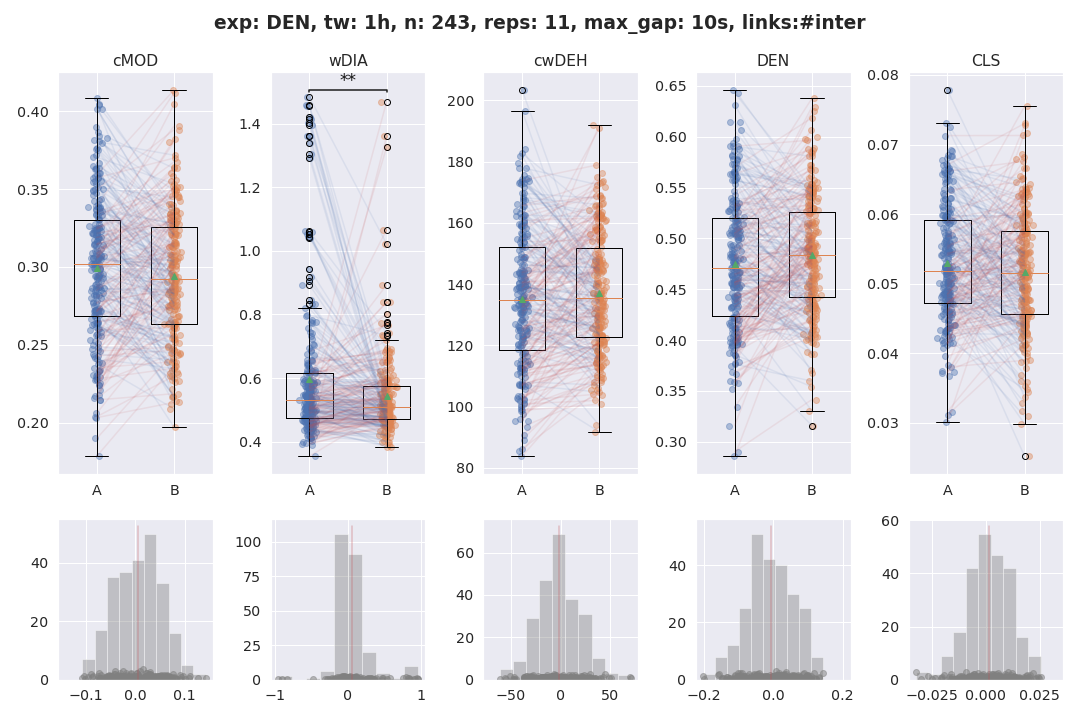 exp: DEN, tw: 1h, n: 243, reps: 11, max_gap: 10s, links:#inter
cMOD wDIA cwDEH DEN CLS
**
0.40 0.35 0.30 0.25 0.20
1.4 1.2 1.0 0.8 0.6 0.4
200 180 160 140 120 100 80
0.65 0.60 0.55 0.50 0.45 0.40 0.35 0.30
0.08 0.07 0.06 0.05 0.04 0.03
A B A B A B A B A B
40 20 0
100 75 50 25 0
60 40 20 0
40 20 0
60 40 20 0
−0.1 0.0 0.1
−1 0 1
−50 0 50
−0.2 0.0 0.2
−0.025 0.000 0.025